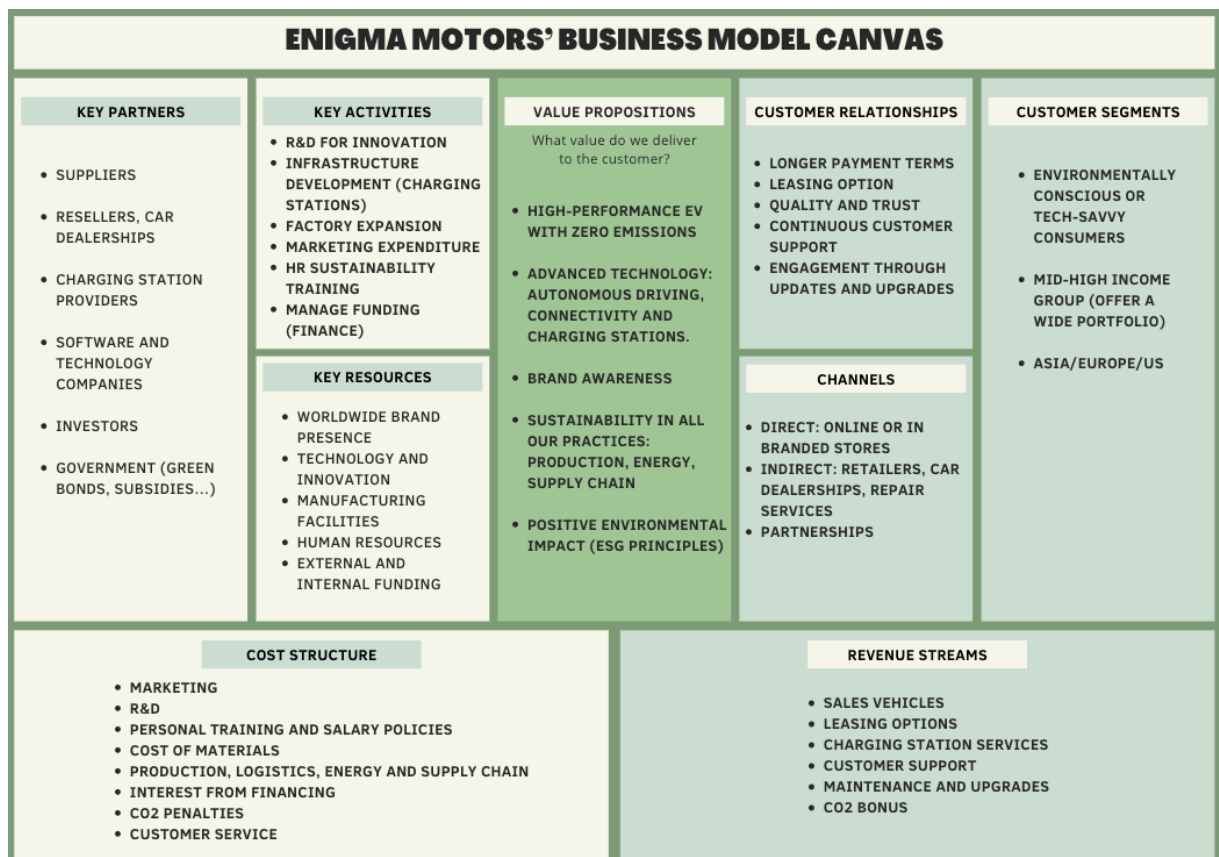 ENIGMA MOTORS' BUSINESS MODEL CANVAS
KEY PARTNERS
• SUPPLIERS
• RESELLERS, CAR
DEALERSHIPS
• CHARGING STATION
PROVIDERS
• SOFTWARE AND
TECHNOLOGY
COMPANIES
• INVESTORS
• GOVERNMENT (GREEN
BONDS, SUBSIDIES...)
KEY ACTIVITIES
• R&D FOR INNOVATION
• INFRASTRUCTURE
DEVELOPMENT (CHARGING
STATIONS)
• FACTORY EXPANSION
• MARKETING EXPENDITURE
• HR SUSTAINABILITY
TRAINING
• MANAGE FUNDING
(FINANCE)
KEY RESOURCES
• WORLDWIDE BRAND
PRESENCE
• TECHNOLOGY AND
INNOVATION
• MANUFACTURING
FACILITIES
• HUMAN RESOURCES
• EXTERNAL AND
INTERNAL FUNDING
VALUE PROPOSITIONS
What value do we deliver
to the customer?
• HIGH-PERFORMANCE EV
WITH ZERO EMISSIONS
• ADVANCED TECHNOLOGY:
AUTONOMOUS DRIVING,
CONNECTIVITY AND
CHARGING STATIONS.
• BRAND AWARENESS
• SUSTAINABILITY IN ALL
OUR PRACTICES:
PRODUCTION, ENERGY,
SUPPLY CHAIN
• POSITIVE ENVIRONMENTAL
IMPACT (ESG PRINCIPLES)
CUSTOMER RELATIONSHIPS
• LONGER PAYMENT TERMS
• LEASING OPTION
• QUALITY AND TRUST
• CONTINUOUS CUSTOMER
SUPPORT
• ENGAGEMENT THROUGH
UPDATES AND UPGRADES
CHANNELS
• DIRECT: ONLINE OR IN
BRANDED STORES
• INDIRECT: RETAILERS, CAR
DEALERSHIPS, REPAIR
SERVICES
• PARTNERSHIPS
CUSTOMER SEGMENTS
• ENVIRONMENTALLY
CONSCIOUS OR
TECH-SAVVY
CONSUMERS
• MID-HIGH INCOME
GROUP (OFFER A
WIDE PORTFOLIO)
• ASIA/EUROPE/US
COST STRUCTURE
• MARKETING
• R&D
• PERSONAL TRAINING AND SALARY POLICIES
• COST OF MATERIALS
• PRODUCTION, LOGISTICS, ENERGY AND SUPPLY CHAIN
• INTEREST FROM FINANCING
• CO2 PENALTIES
• CUSTOMER SERVICE
REVENUE STREAMS
• SALES VEHICLES
• LEASING OPTIONS
• CHARGING STATION SERVICES
• CUSTOMER SUPPORT
• MAINTENANCE AND UPGRADES
• CO2 BONUS